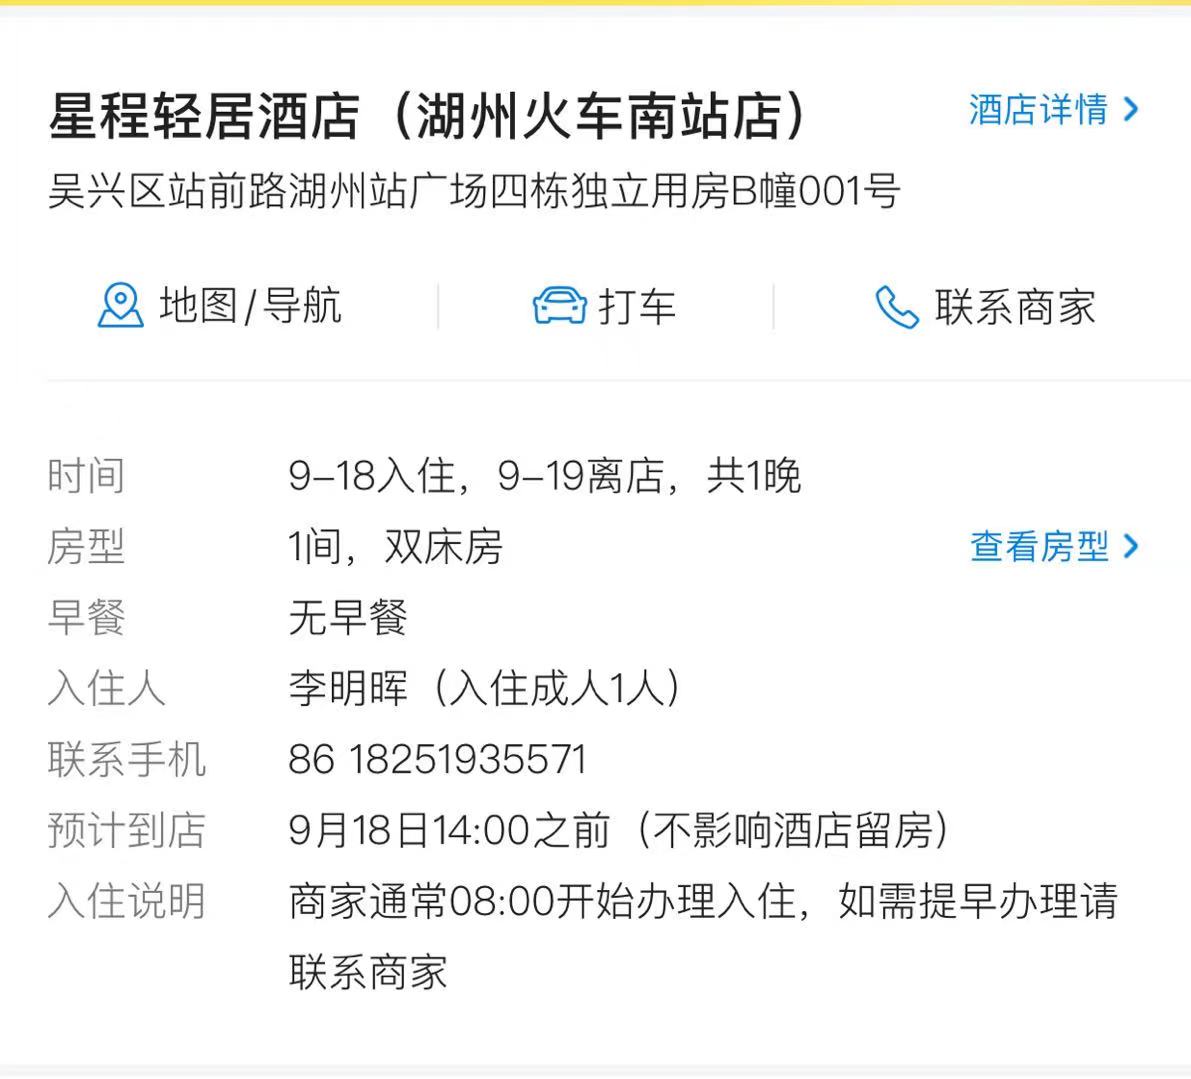 星程轻居酒店（湖州火车南站店） 酒店详情
吴兴区站前路湖州站广场四栋独立用房B幢001号
地图/导航 打车 联系商家
时间 9-18入住，9-19离店，共1晚
房型 1间，双床房 查看房型
早餐 无早餐
入住人 李明晖（入住成人1人）
联系手机 86 18251935571
预计到店 9月18日14:00之前（不影响酒店留房）
入住说明 商家通常08:00开始办理入住，如需提早办理请
联系商家